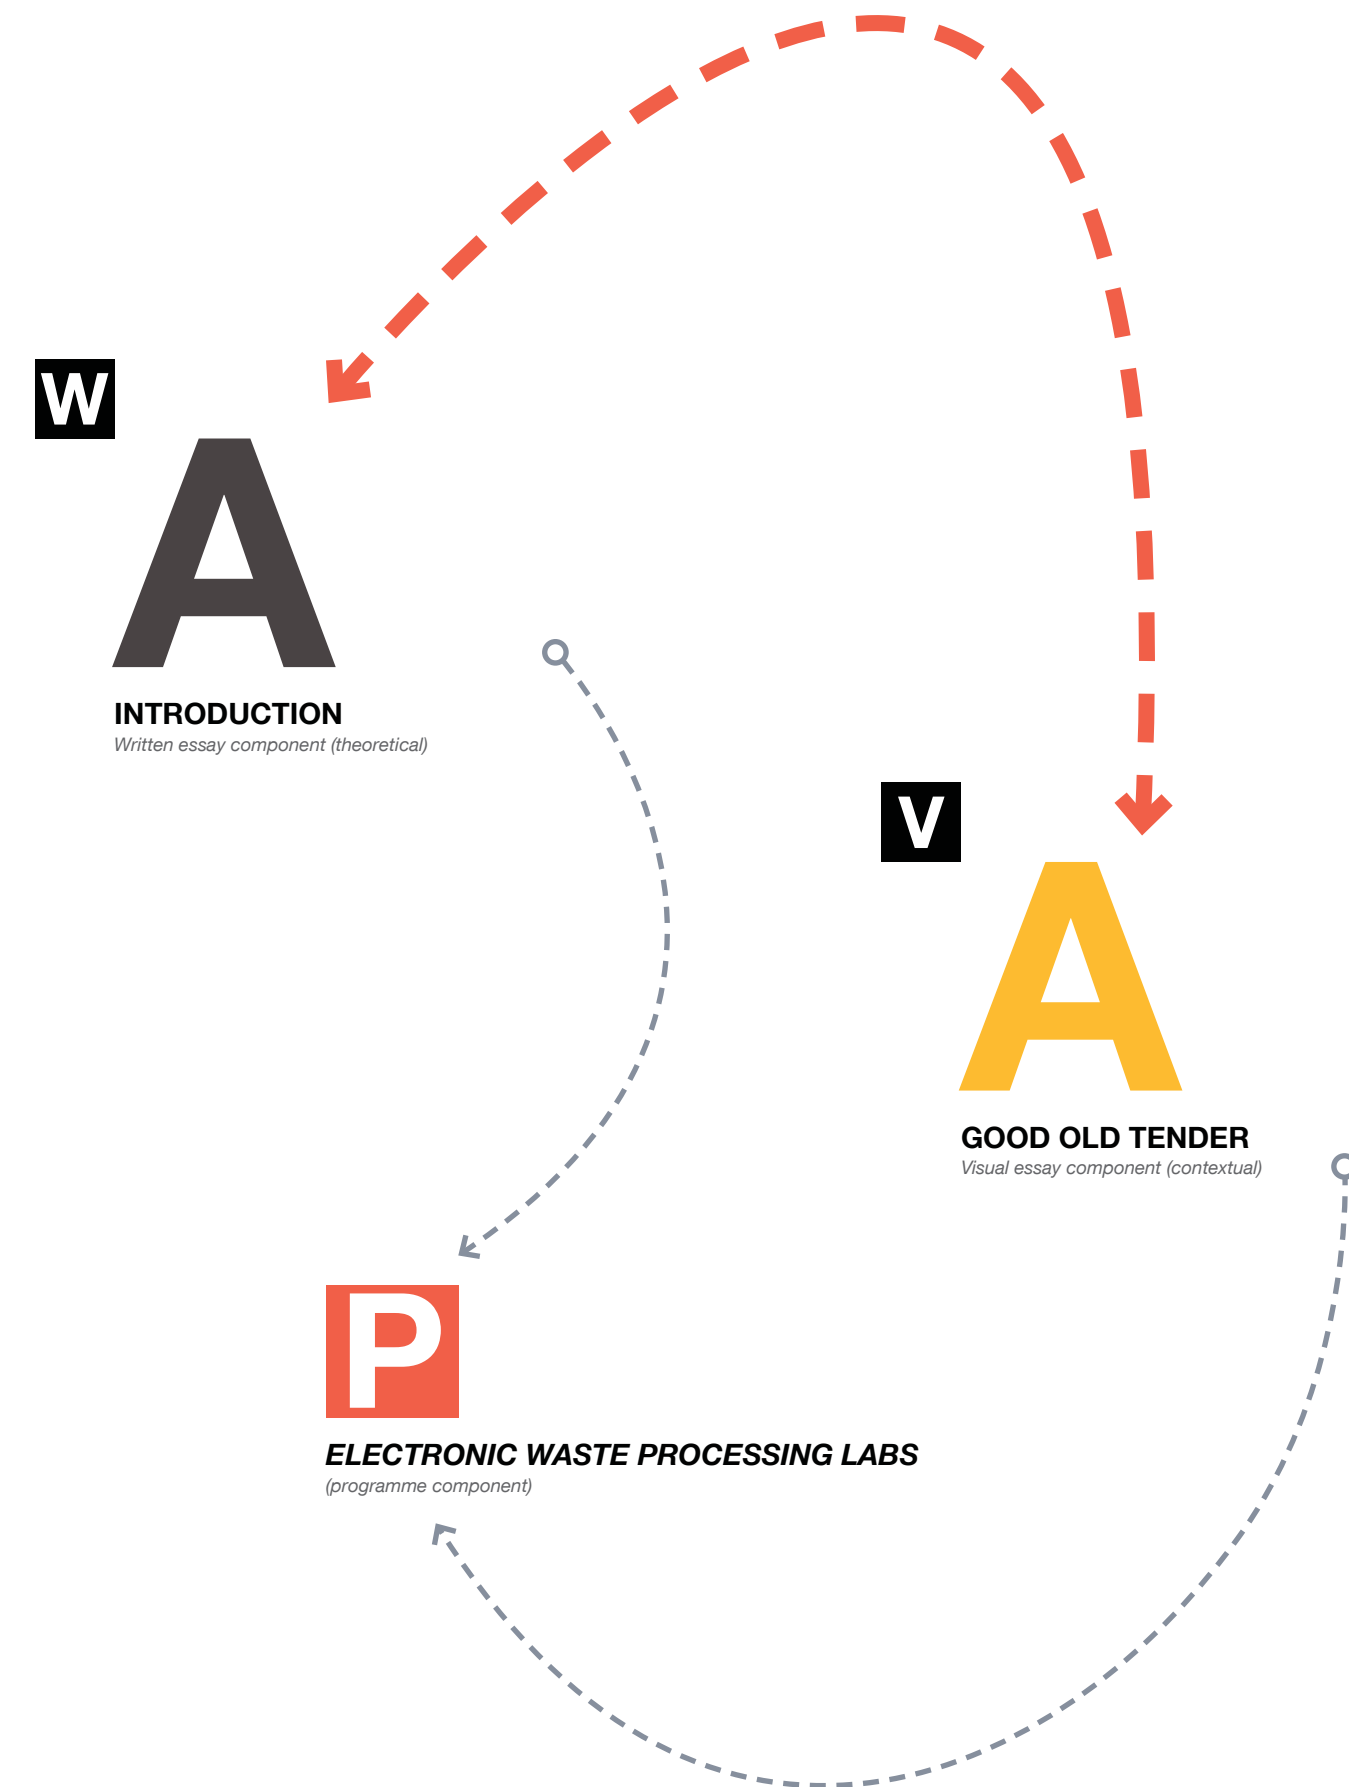 W
A
INTRODUCTION
Written essay component (theoretical)
V
A
GOOD OLD TENDER
Visual essay component (contextual)
P
ELECTRONIC WASTE PROCESSING LABS
(programme component)